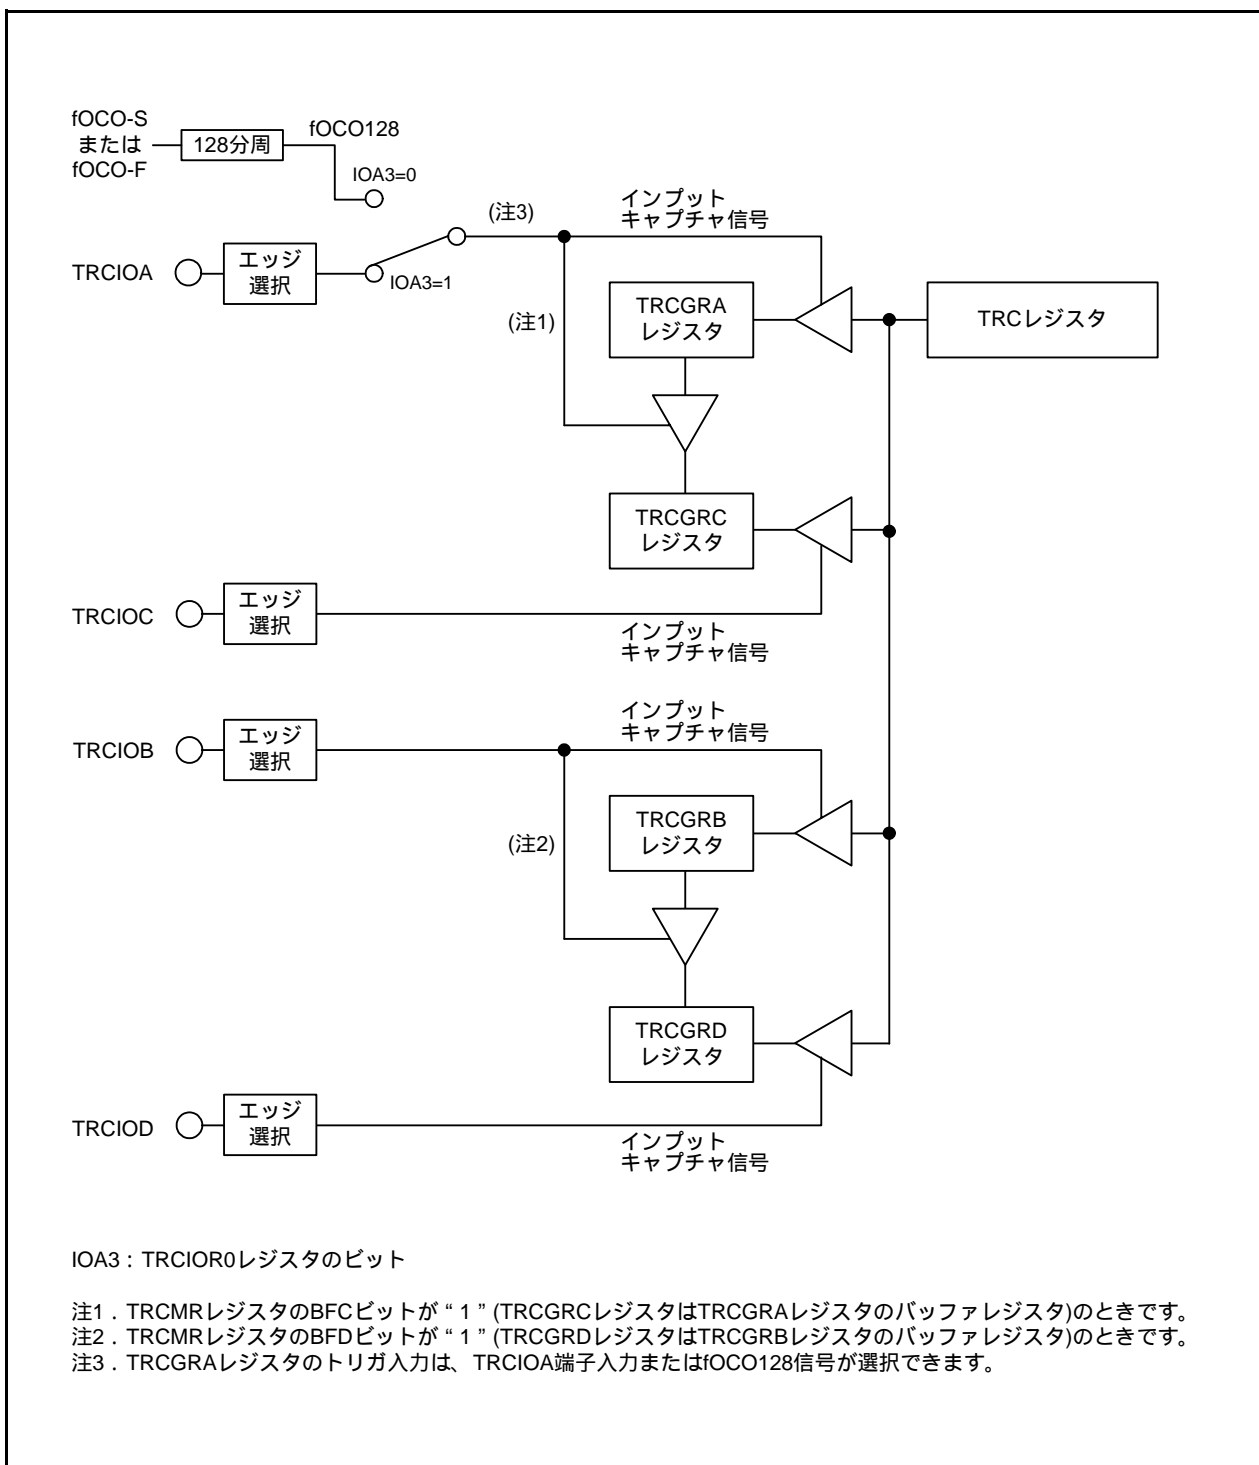 fOCO-S
または
fOCO-F
128分周
fOCO128
IOA3=0
(注3)
インプット
キャプチャ信号
TRCIOA
エッジ
選択
IOA3=1
(注1)
TRCGRA
レジスタ
TRCレジスタ
TRCGRC
レジスタ
TRCIOC
エッジ
選択
インプット
キャプチャ信号
インプット
キャプチャ信号
TRCIOB
エッジ
選択
(注2)
TRCGRB
レジスタ
TRCGRD
レジスタ
TRCIOD
エッジ
選択
インプット
キャプチャ信号
IOA3：TRCIOR0レジスタのビット
注1．TRCMRレジスタのBFCビットが“1”(TRCGRCレジスタはTRCGRAレジスタのバッファレジスタ)のときです。
注2．TRCMRレジスタのBFDビットが“1”(TRCGRDレジスタはTRCGRBレジスタのバッファレジスタ)のときです。
注3．TRCGRAレジスタのトリガ入力は、TRCIOA端子入力またはfOCO128信号が選択できます。